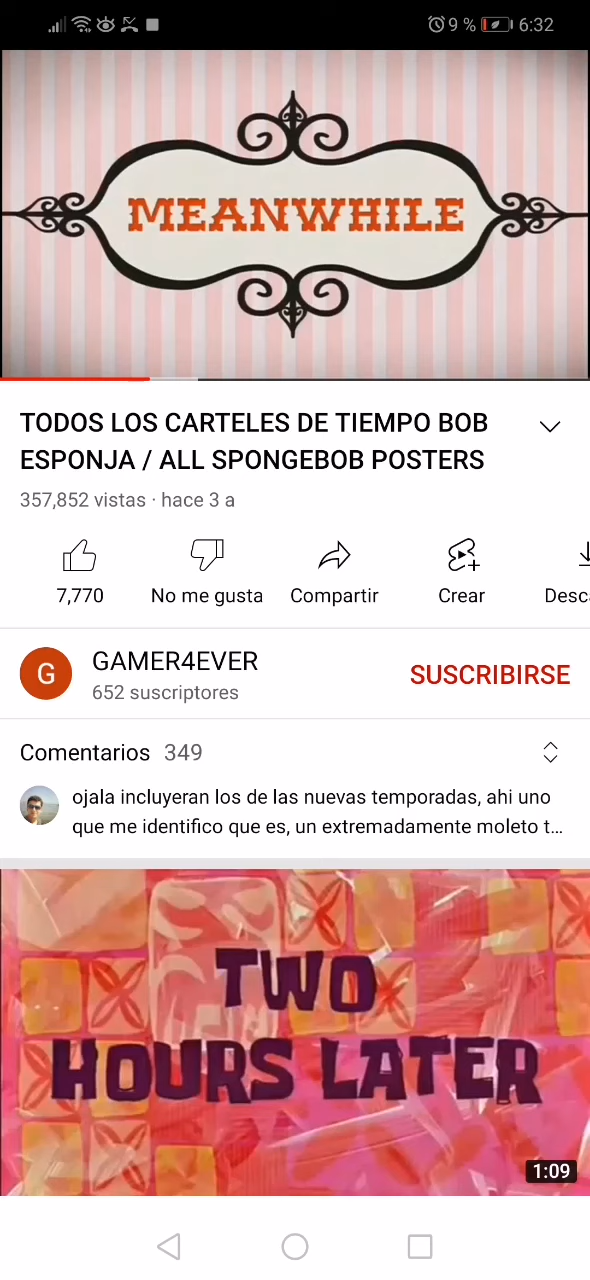 9 % 6:32
MEANWHILE
TODOS LOS CARTELES DE TIEMPO BOB
ESPONJA / ALL SPONGEBOB POSTERS
357,852 vistas · hace 3 a
7,770 No me gusta Compartir Crear Desc
G GAMER4EVER SUSCRIBIRSE
652 suscriptores
Comentarios 349
ojala incluyeran los de las nuevas temporadas, ahi uno
que me identifico que es, un extremadamente moleto t...
TWO
HOURS LATER
1:09